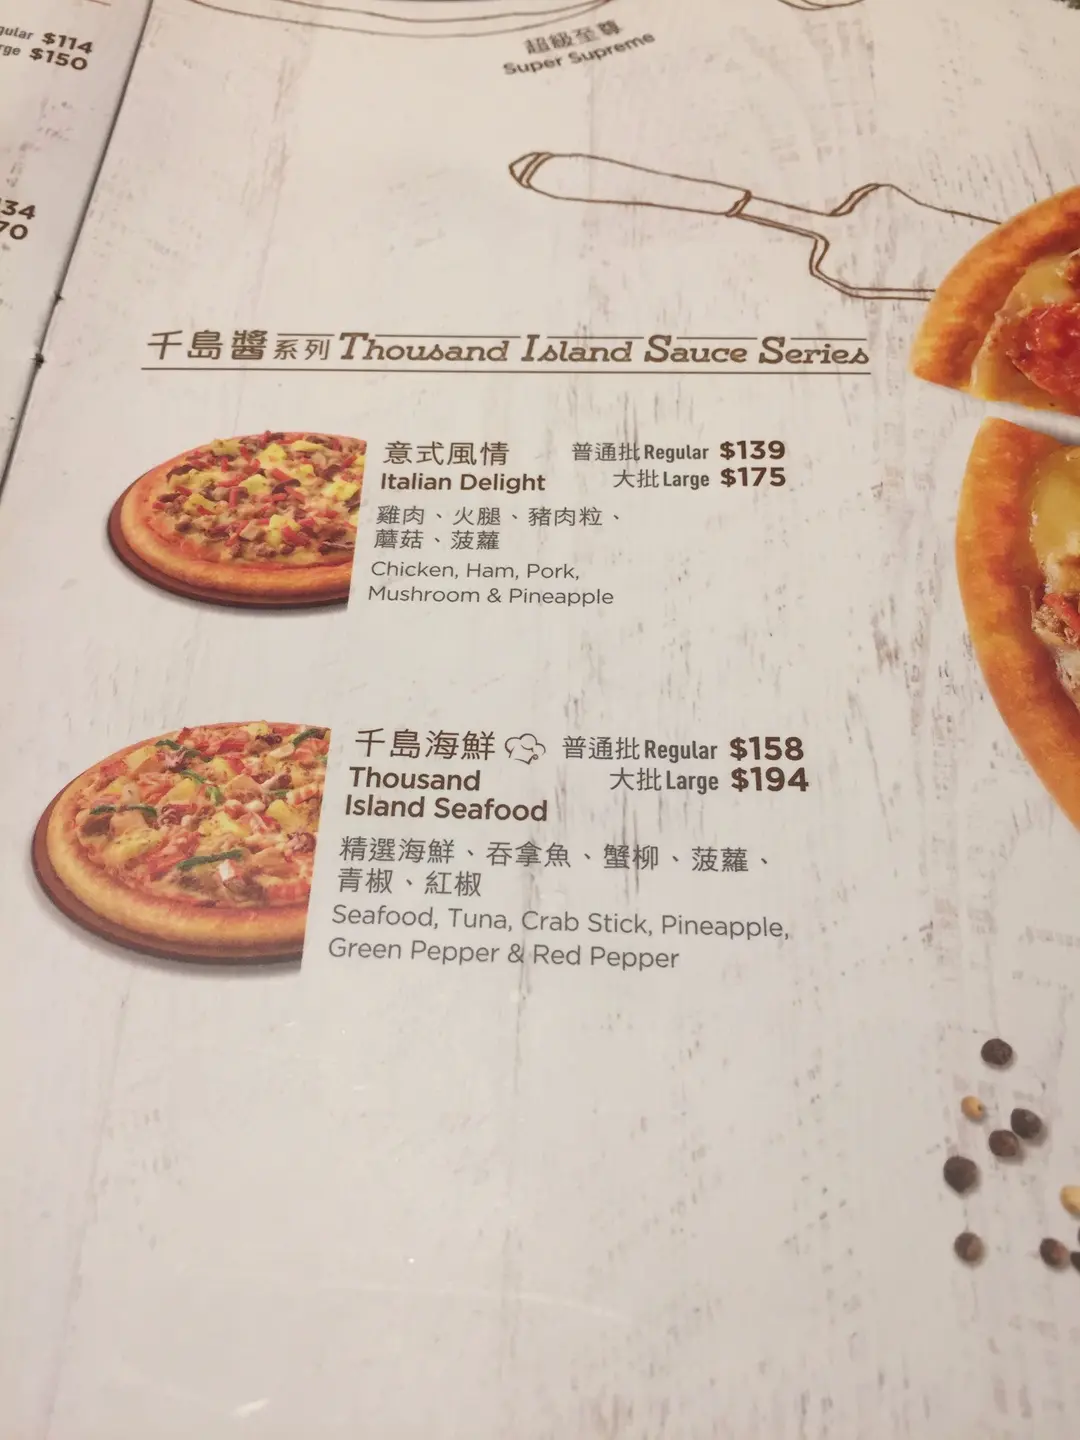 $114
$150
超級至尊
Super Supreme
千島醬系列 Thousand Island Sauce Series
意式風情 普通批 Regular $139
Italian Delight 大批 Large $175
雞肉、火腿、豬肉粒、
蘑菇、菠蘿
Chicken, Ham, Pork,
Mushroom & Pineapple
千島海鮮 普通批 Regular $158
Thousand 大批 Large $194
Island Seafood
精選海鮮、吞拿魚、蟹柳、菠蘿、
青椒、紅椒
Seafood, Tuna, Crab Stick, Pineapple,
Green Pepper & Red Pepper